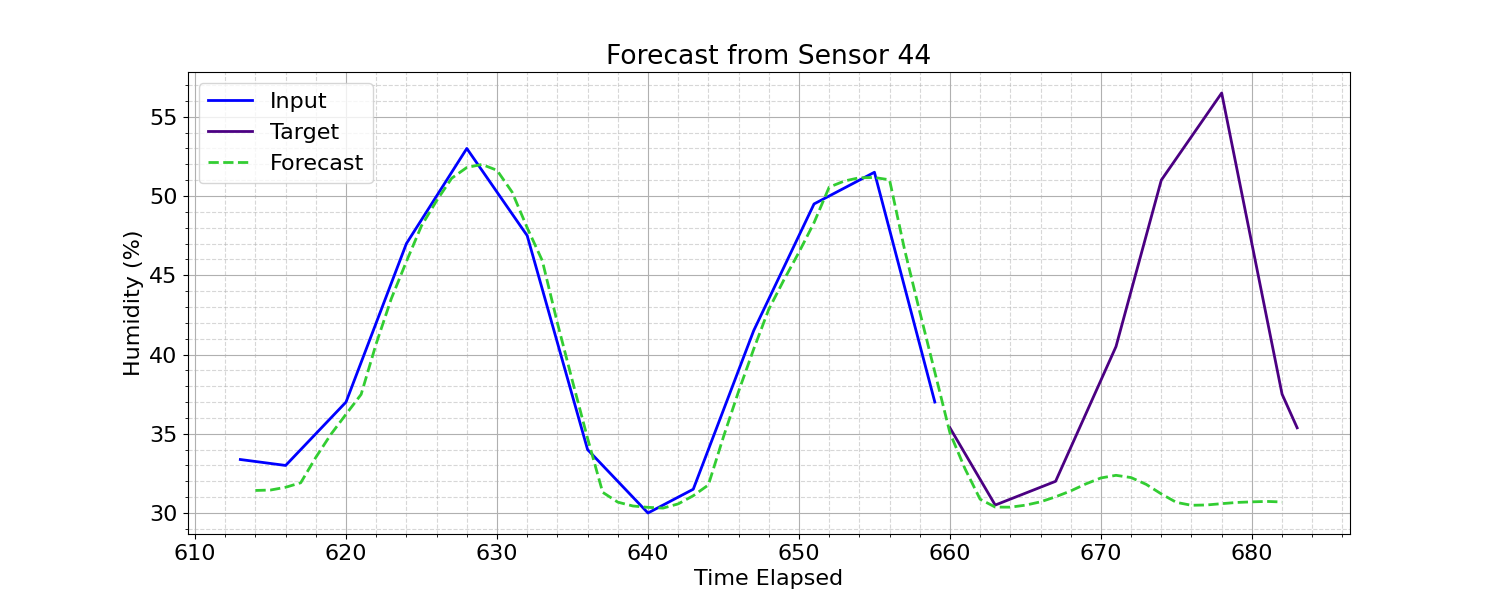 Forecast from Sensor 44
Input
Target
Forecast
Humidity (%)
55
50
45
40
35
30
610 620 630 640 650 660 670 680
Time Elapsed